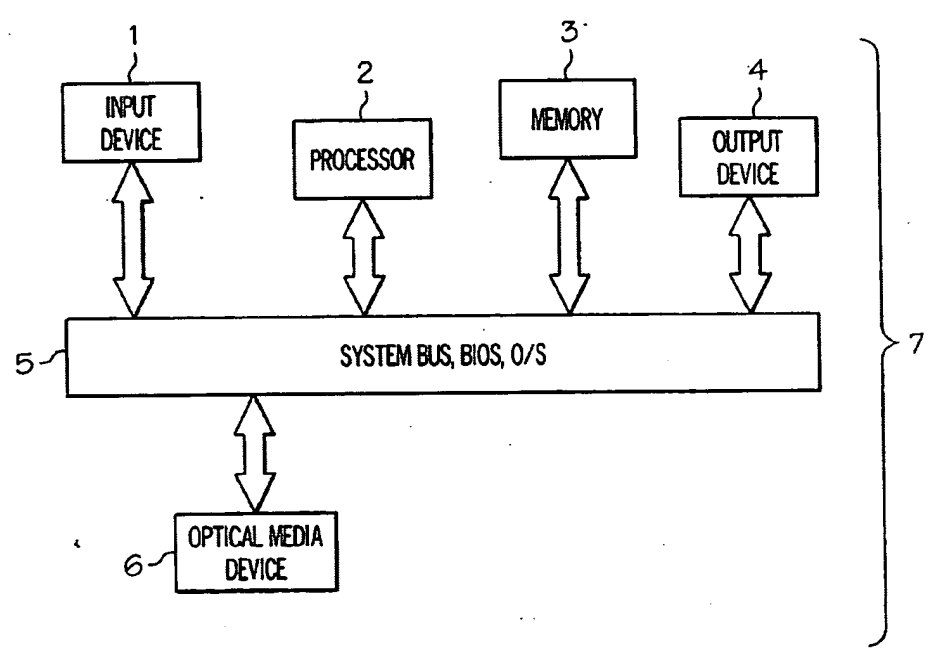 1
INPUT
DEVICE
2
PROCESSOR
3
MEMORY
4
OUTPUT
DEVICE
5
SYSTEM BUS, BIOS, O/S
7
6
OPTICAL MEDIA
DEVICE